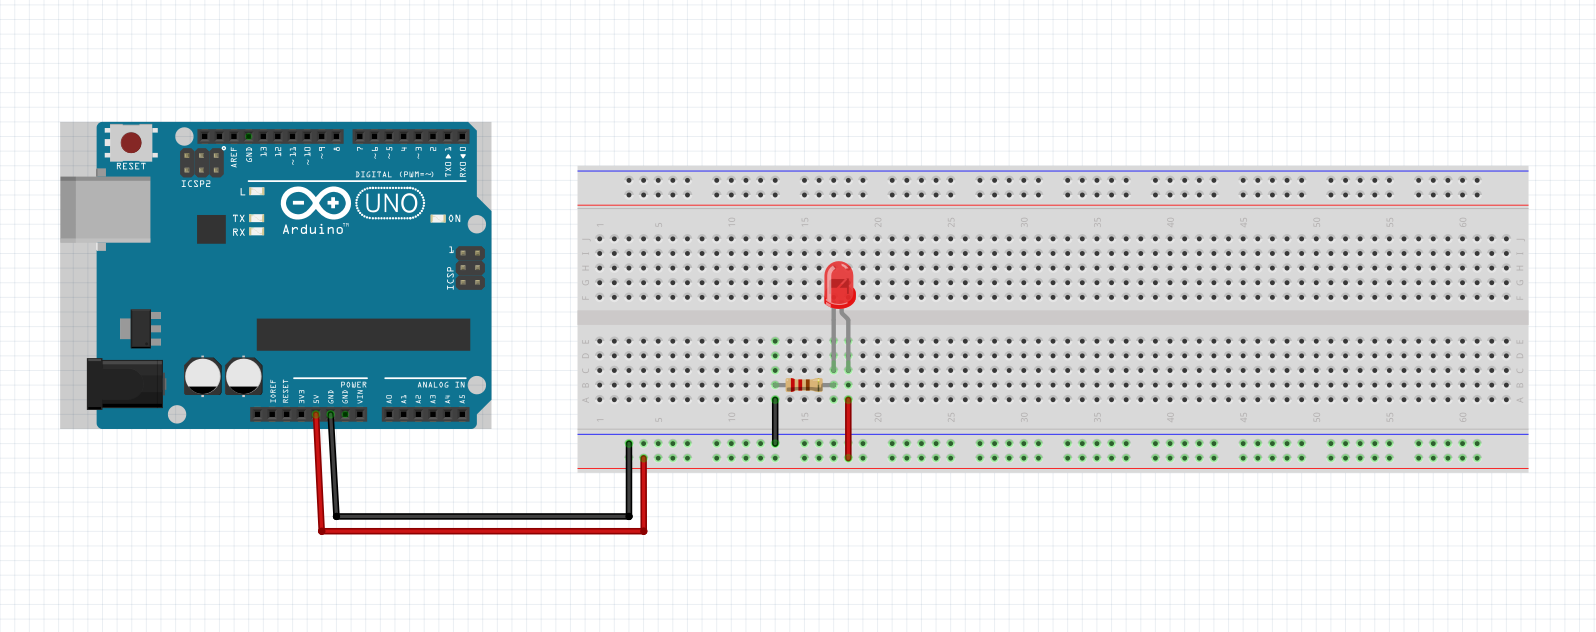 RESET
ICSP2
AREF
GND
13
12
~11
~10
~9
8
7
~6
~5
4
~3
2
TX0▶1
RX0◀0
DIGITAL (PWM=~)
L
TX
RX
UNO
ON
Arduino™
1
ICSP
POWER
ANALOG IN
IOREF
RESET
3V3
5V
GND
GND
VIN
A0
A1
A2
A3
A4
A5
1 5 10 15 20 25 30 35 40 45 50 55 60
J J
I I
H H
G G
F F
E E
D D
C C
B B
A A
1 5 10 15 20 25 30 35 40 45 50 55 60